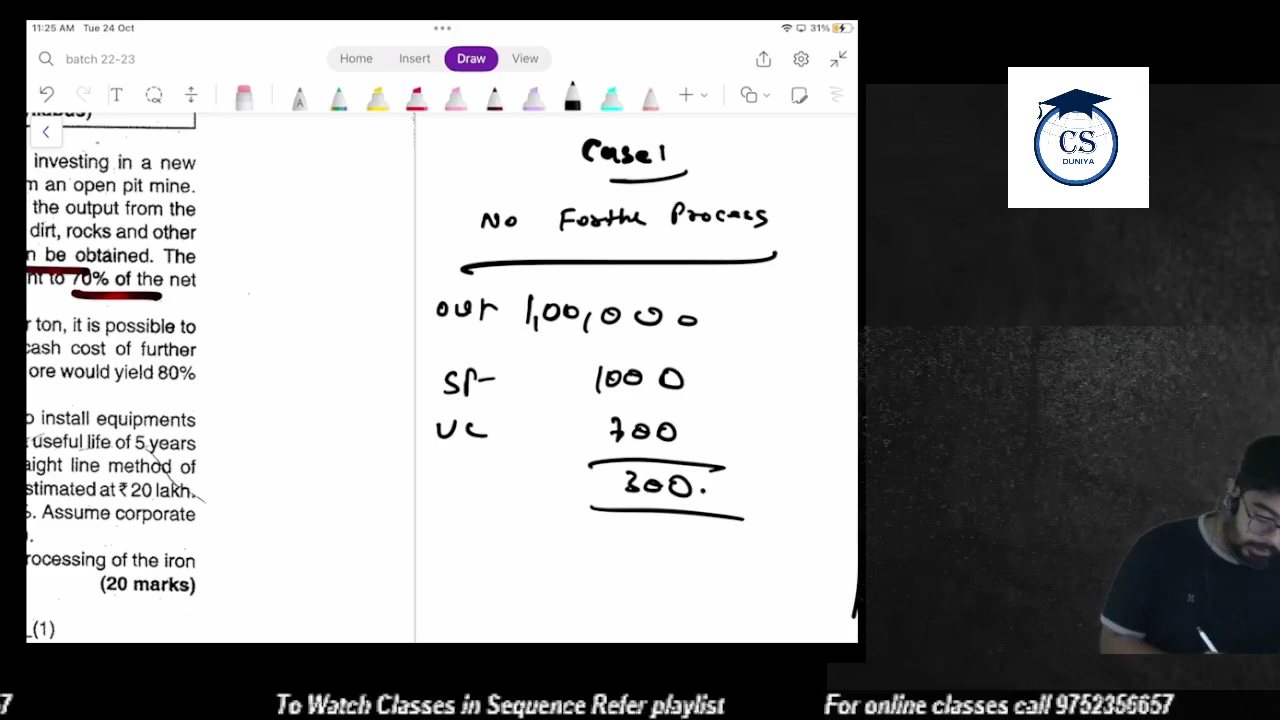 11:25 AM Tue 24 Oct
31%
batch 22-23
Home Insert Draw View
investing in a new
an open pit mine.
the output from the
dirt, rocks and other
be obtained. The
to 70% of the net
ton, it is possible to
cash cost of further
ore would yield 80%
install equipments
useful life of 5 years
line method of
at ₹ 20 lakh.
Assume corporate
of the iron
(20 marks)
(1)
Case 1
No Forthe Process
OUT 1,00,000
SP 1000
VC 700
300.
CS
DUNIYA
To Watch Classes in Sequence Refer playlist
For online classes call 9752356657